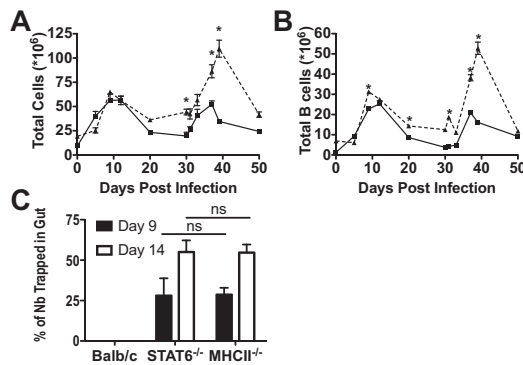 A
Total Cells (*10⁶)
125
100
75
50
25
0
* * *
0 10 20 30 40 50
Days Post Infection
B
Total B cells (*10⁶)
60
50
40
30
20
10
0
* * * * *
0 10 20 30 40 50
Days Post Infection
C
% of Nb Trapped in Gut
75
50
25
0
Day 9
Day 14
ns
ns
Balb/c STAT6-/- MHCII-/-